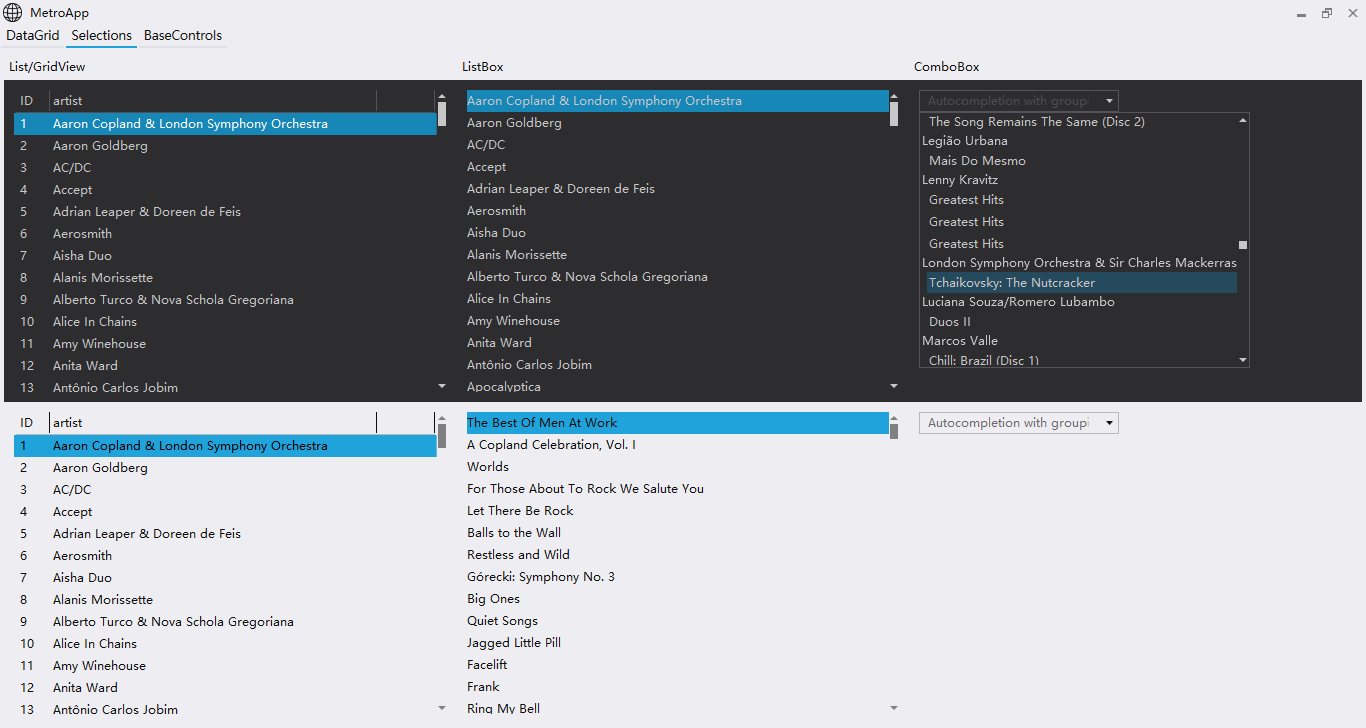 MetroApp
DataGrid Selections BaseControls
List/GridView ListBox ComboBox
ID artist
1 Aaron Copland & London Symphony Orchestra
2 Aaron Goldberg
3 AC/DC
4 Accept
5 Adrian Leaper & Doreen de Feis
6 Aerosmith
7 Aisha Duo
8 Alanis Morissette
9 Alberto Turco & Nova Schola Gregoriana
10 Alice In Chains
11 Amy Winehouse
12 Anita Ward
13 Antônio Carlos Jobim
Aaron Copland & London Symphony Orchestra
Aaron Goldberg
AC/DC
Accept
Adrian Leaper & Doreen de Feis
Aerosmith
Aisha Duo
Alanis Morissette
Alberto Turco & Nova Schola Gregoriana
Alice In Chains
Amy Winehouse
Anita Ward
Antônio Carlos Jobim
Apocalyptica
Autocompletion with groupi
The Song Remains The Same (Disc 2)
Legião Urbana
Mais Do Mesmo
Lenny Kravitz
Greatest Hits
Greatest Hits
Greatest Hits
London Symphony Orchestra & Sir Charles Mackerras
Tchaikovsky: The Nutcracker
Luciana Souza/Romero Lubambo
Duos II
Marcos Valle
Chill: Brazil (Disc 1)
ID artist
1 Aaron Copland & London Symphony Orchestra
2 Aaron Goldberg
3 AC/DC
4 Accept
5 Adrian Leaper & Doreen de Feis
6 Aerosmith
7 Aisha Duo
8 Alanis Morissette
9 Alberto Turco & Nova Schola Gregoriana
10 Alice In Chains
11 Amy Winehouse
12 Anita Ward
13 Antônio Carlos Jobim
The Best Of Men At Work
A Copland Celebration, Vol. I
Worlds
For Those About To Rock We Salute You
Let There Be Rock
Balls to the Wall
Restless and Wild
Górecki: Symphony No. 3
Big Ones
Quiet Songs
Jagged Little Pill
Facelift
Frank
Ring My Bell
Autocompletion with groupi